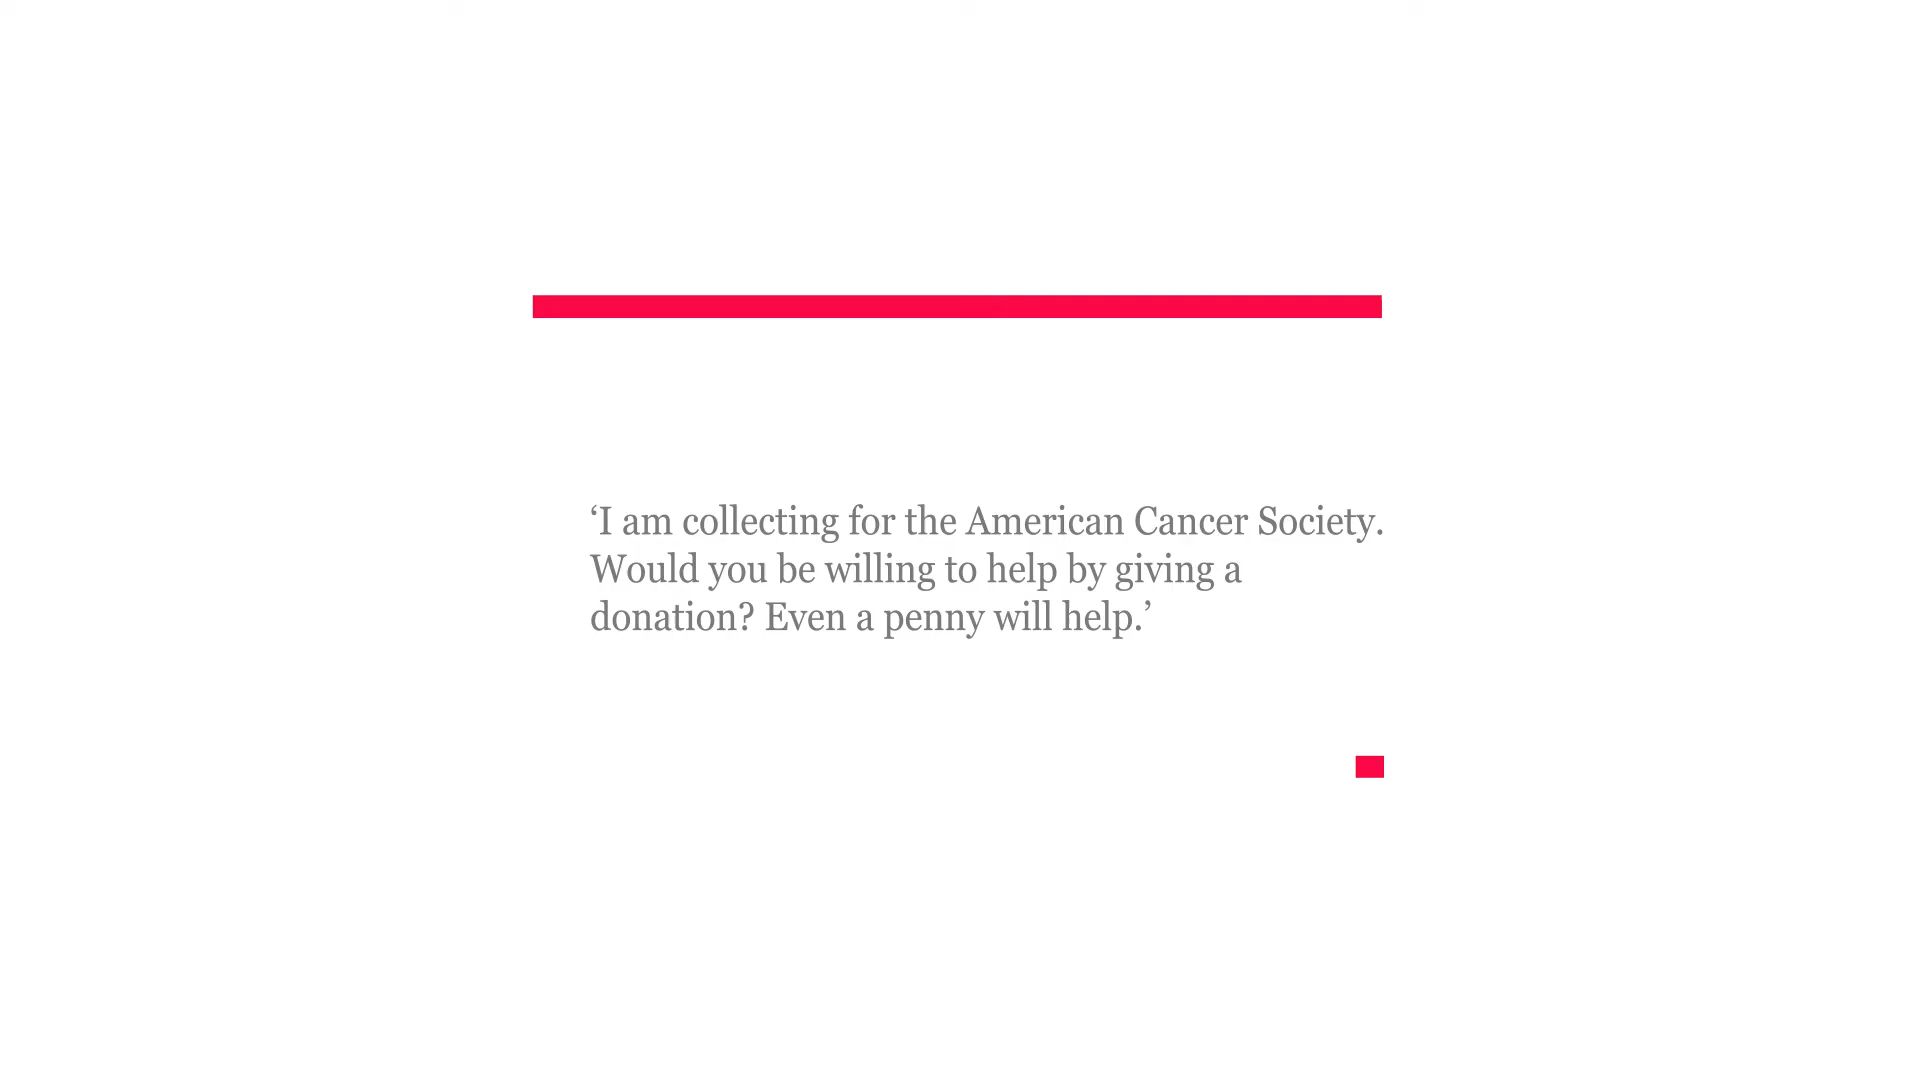 ‘I am collecting for the American Cancer Society.
Would you be willing to help by giving a
donation? Even a penny will help.’